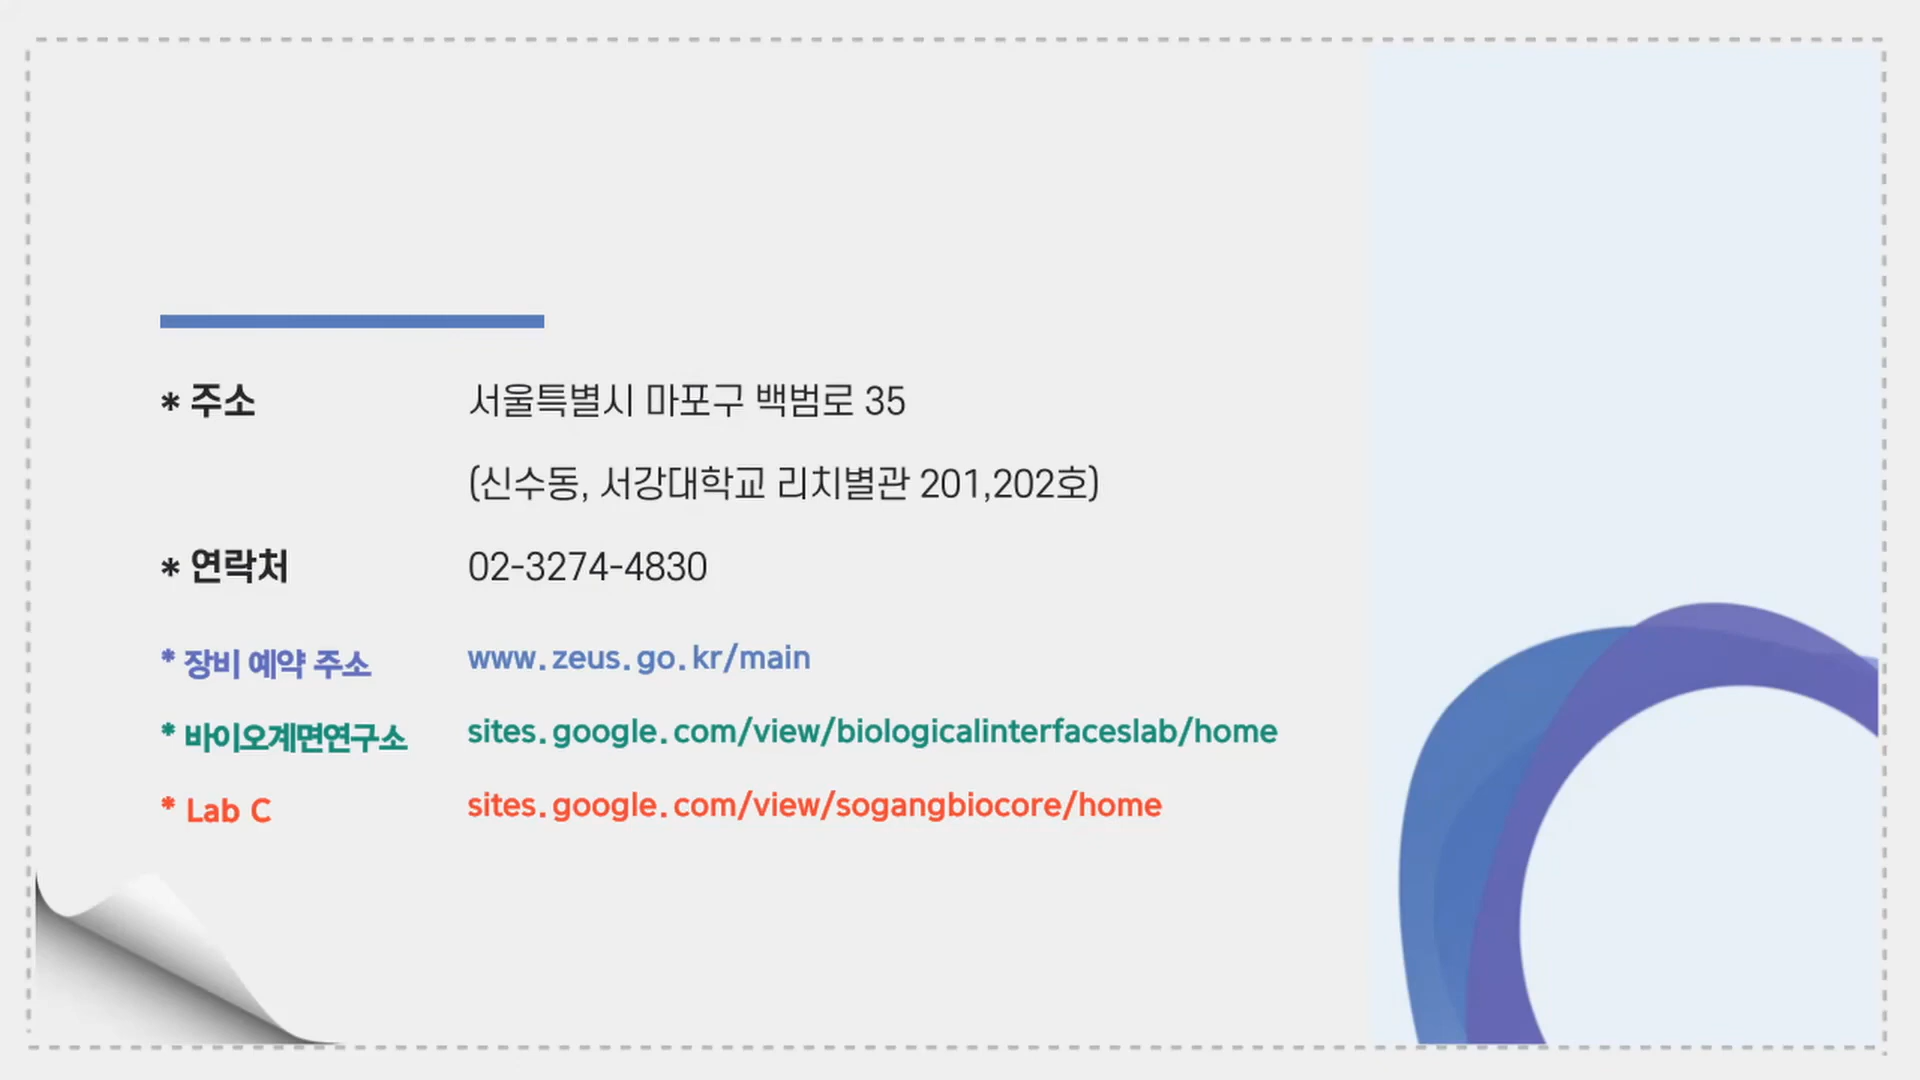 * 주소 서울특별시 마포구 백범로 35
(신수동, 서강대학교 리치별관 201,202호)
* 연락처 02-3274-4830
* 장비 예약 주소 www.zeus.go.kr/main
* 바이오계면연구소 sites.google.com/view/biologicalinterfaceslab/home
* Lab C sites.google.com/view/sogangbiocore/home